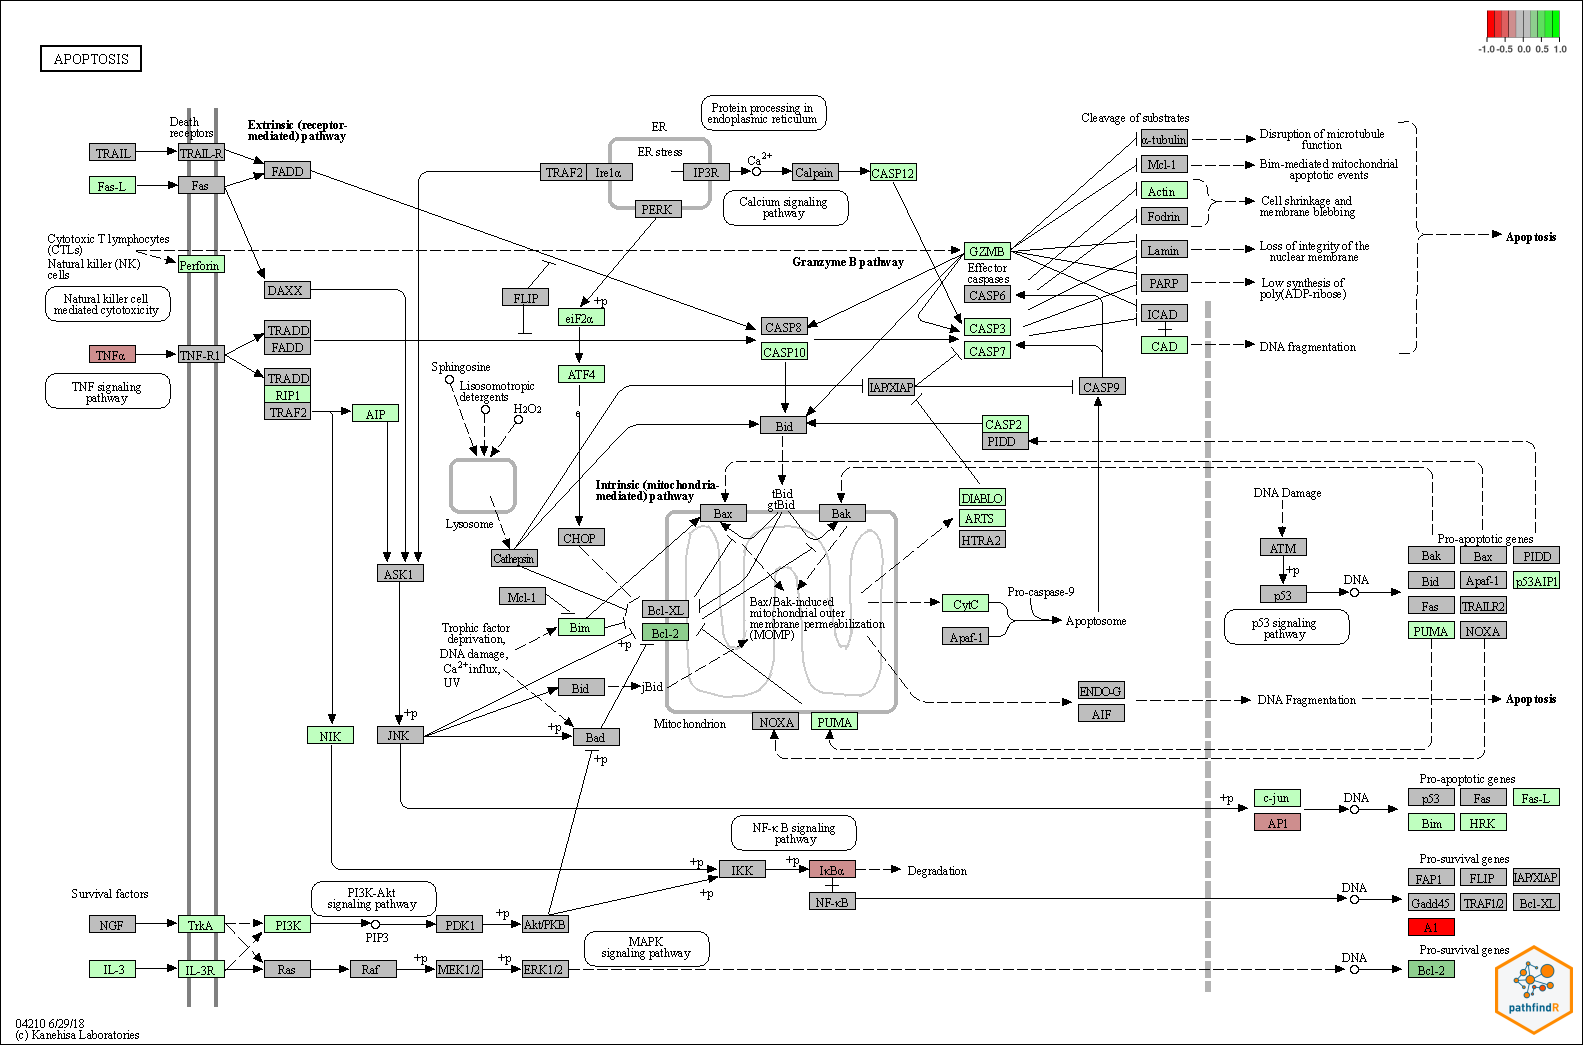 -1.0 -0.5 0.0 0.5 1.0
APOPTOSIS
Death
receptors
Extrinsic (receptor-
mediated) pathway
TRAIL
TRAIL-R
FADD
Fas-L
Fas
Cytotoxic T lymphocytes
(CTLs)
Natural killer (NK)
cells
Perforin
Natural killer cell
mediated cytotoxicity
DAXX
TNFα
TNF-R1
TRADD
FADD
TRADD
RIP1
TRAF2
AIP
TNF signaling
pathway
Protein processing in
endoplasmic reticulum
ER
ER stress
TRAF2
Ire1α
IP3R
PERK
Ca2+
Calpain
CASP12
Calcium signaling
pathway
Granzyme B pathway
GZMB
Effector
caspases
CASP6
CASP3
CASP7
FLIP
+p
eiF2α
ATF4
e
CASP8
CASP10
IAP/XIAP
CASP9
Bid
CASP2
PIDD
Cleavage of substrates
α-tubulin
Disruption of microtubule
function
Mcl-1
Bim-mediated mitochondrial
apoptotic events
Actin
Fodrin
Cell shrinkage and
membrane blebbing
Lamin
Loss of integrity of the
nuclear membrane
PARP
Low synthesis of
poly(ADP-ribose)
ICAD
CAD
DNA fragmentation
Apoptosis
Sphingosine
Lisosomotropic
detergents
H2O2
Lysosome
Cathepsin
Intrinsic (mitochondria-
mediated) pathway
tBid
gtBid
Bax
Bak
CHOP
DIABLO
ARTS
HTRA2
ASK1
Mcl-1
Bim
+p
Bcl-XL
Bcl-2
Bax/Bak-induced
mitochondrial outer
membrane permeabilization
(MOMP)
CytC
Pro-caspase-9
Apaf-1
Apoptosome
Trophic factor
deprivation,
DNA damage,
Ca2+ influx,
UV
Bid
jBid
Mitochondrion
NOXA
PUMA
ENDO-G
AIF
DNA Fragmentation
Apoptosis
DNA Damage
ATM
+p
p53
DNA
p53 signaling
pathway
Pro-apoptotic genes
Bak
Bax
PIDD
Bid
Apaf-1
p53AIP1
Fas
TRAILR2
PUMA
NOXA
NIK
+p
JNK
+p
Bad
+p
+p
c-jun
AP1
DNA
Pro-apoptotic genes
p53
Fas
Fas-L
Bim
HRK
NF-κB signaling
pathway
+p
IKK
+p
IκBα
Degradation
+p
NF-κB
DNA
Pro-survival genes
FAP1
FLIP
IAP/XIAP
Gadd45
TRAF1/2
Bcl-XL
A1
Survival factors
PI3K-Akt
signaling pathway
NGF
TrkA
PI3K
PIP3
PDK1
+p
Akt/PKB
MAPK
signaling pathway
IL-3
IL-3R
Ras
Raf
+p
MEK1/2
+p
ERK1/2
DNA
Pro-survival genes
Bcl-2
04210 6/29/18
(c) Kanehisa Laboratories
pathfindR